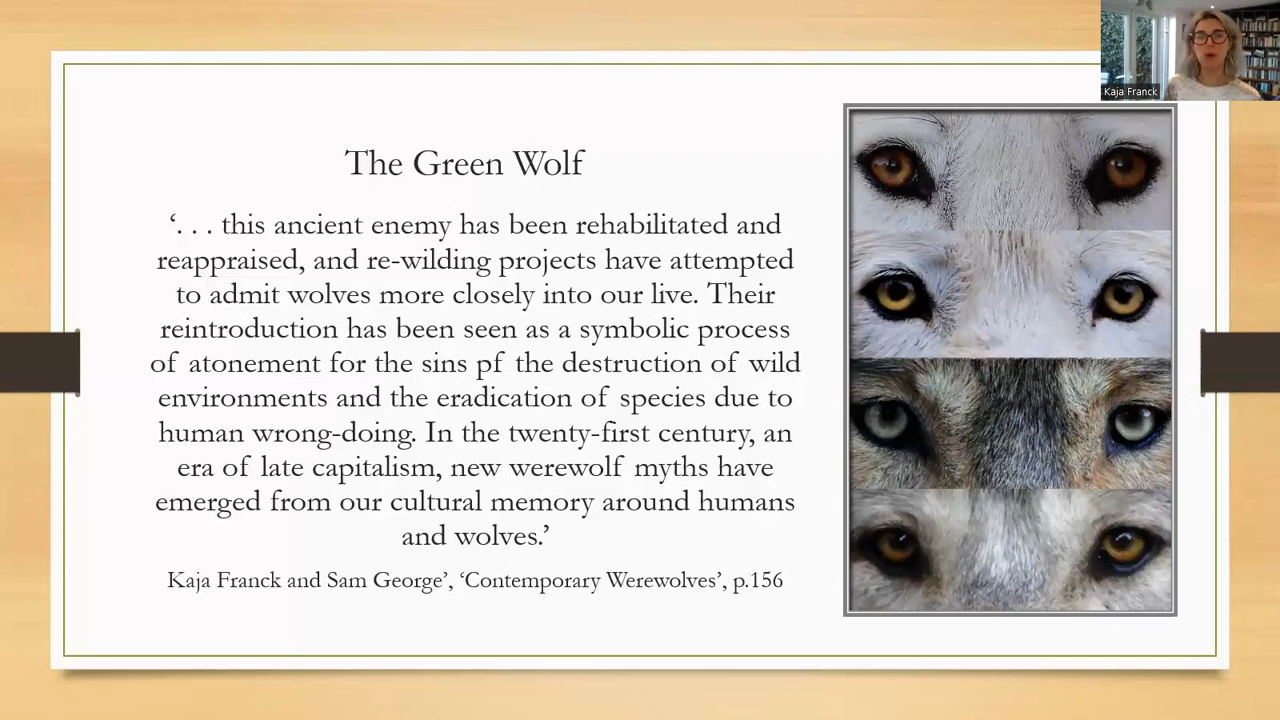 Kaja Franck
The Green Wolf
‘. . . this ancient enemy has been rehabilitated and
reappraised, and re-wilding projects have attempted
to admit wolves more closely into our live. Their
reintroduction has been seen as a symbolic process
of atonement for the sins pf the destruction of wild
environments and the eradication of species due to
human wrong-doing. In the twenty-first century, an
era of late capitalism, new werewolf myths have
emerged from our cultural memory around humans
and wolves.’
Kaja Franck and Sam George’, ‘Contemporary Werewolves’, p.156